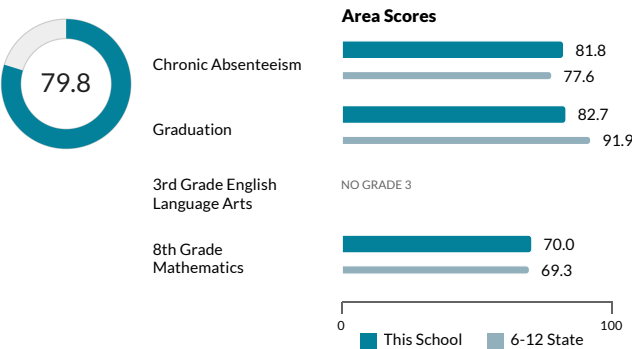 Area Scores
79.8
Chronic Absenteeism
81.8
77.6
Graduation
82.7
91.9
3rd Grade English
Language Arts
NO GRADE 3
8th Grade
Mathematics
70.0
69.3
0
100
This School
6-12 State